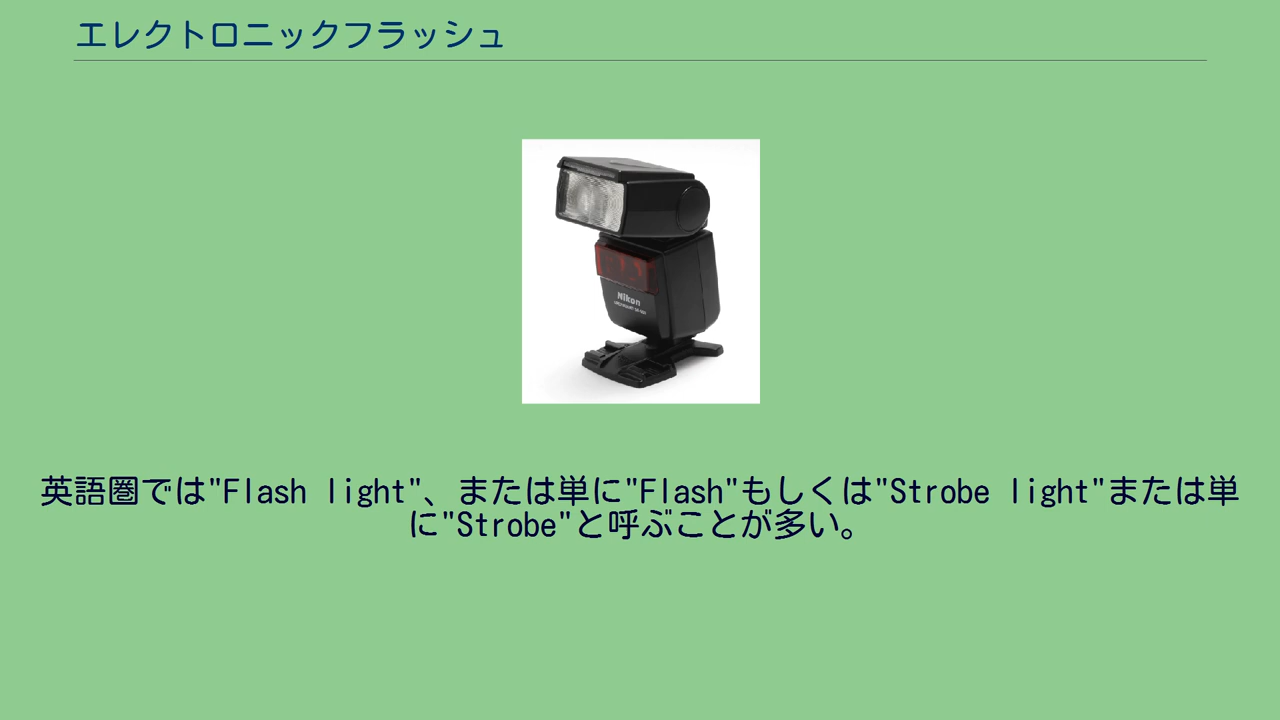 エレクトロニックフラッシュ
Nikon
英語圏では"Flash light"、または単に"Flash"もしくは"Strobe light"または単
に"Strobe"と呼ぶことが多い。